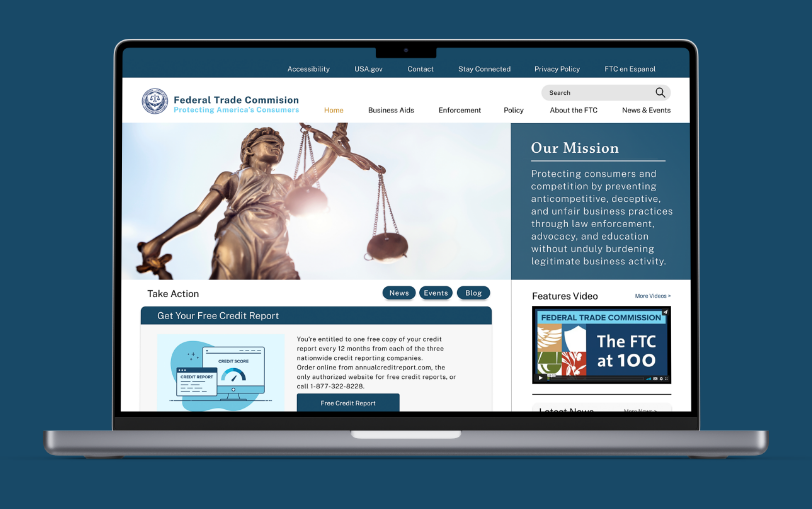 Accessibility USA.gov Contact Stay Connected Privacy Policy FTC en Espanol
Search
Federal Trade Commision
Protecting America's Consumers
Home Business Aids Enforcement Policy About the FTC News & Events
Our Mission
Protecting consumers and
competition by preventing
anticompetitive, deceptive,
and unfair business practices
through law enforcement,
advocacy, and education
without unduly burdening
legitimate business activity.
Take Action
News Events Blog
Get Your Free Credit Report
CREDIT SCORE
CREDIT REPORT
You're entitled to one free copy of your credit
report every 12 months from each of the three
nationwide credit reporting companies.
Order online from annualcreditreport.com, the
only authorized website for free credit reports, or
call 1-877-322-8228.
Free Credit Report
Features Video More Videos >
FEDERAL TRADE COMMISSION
The FTC
at 100
Latest News More News >